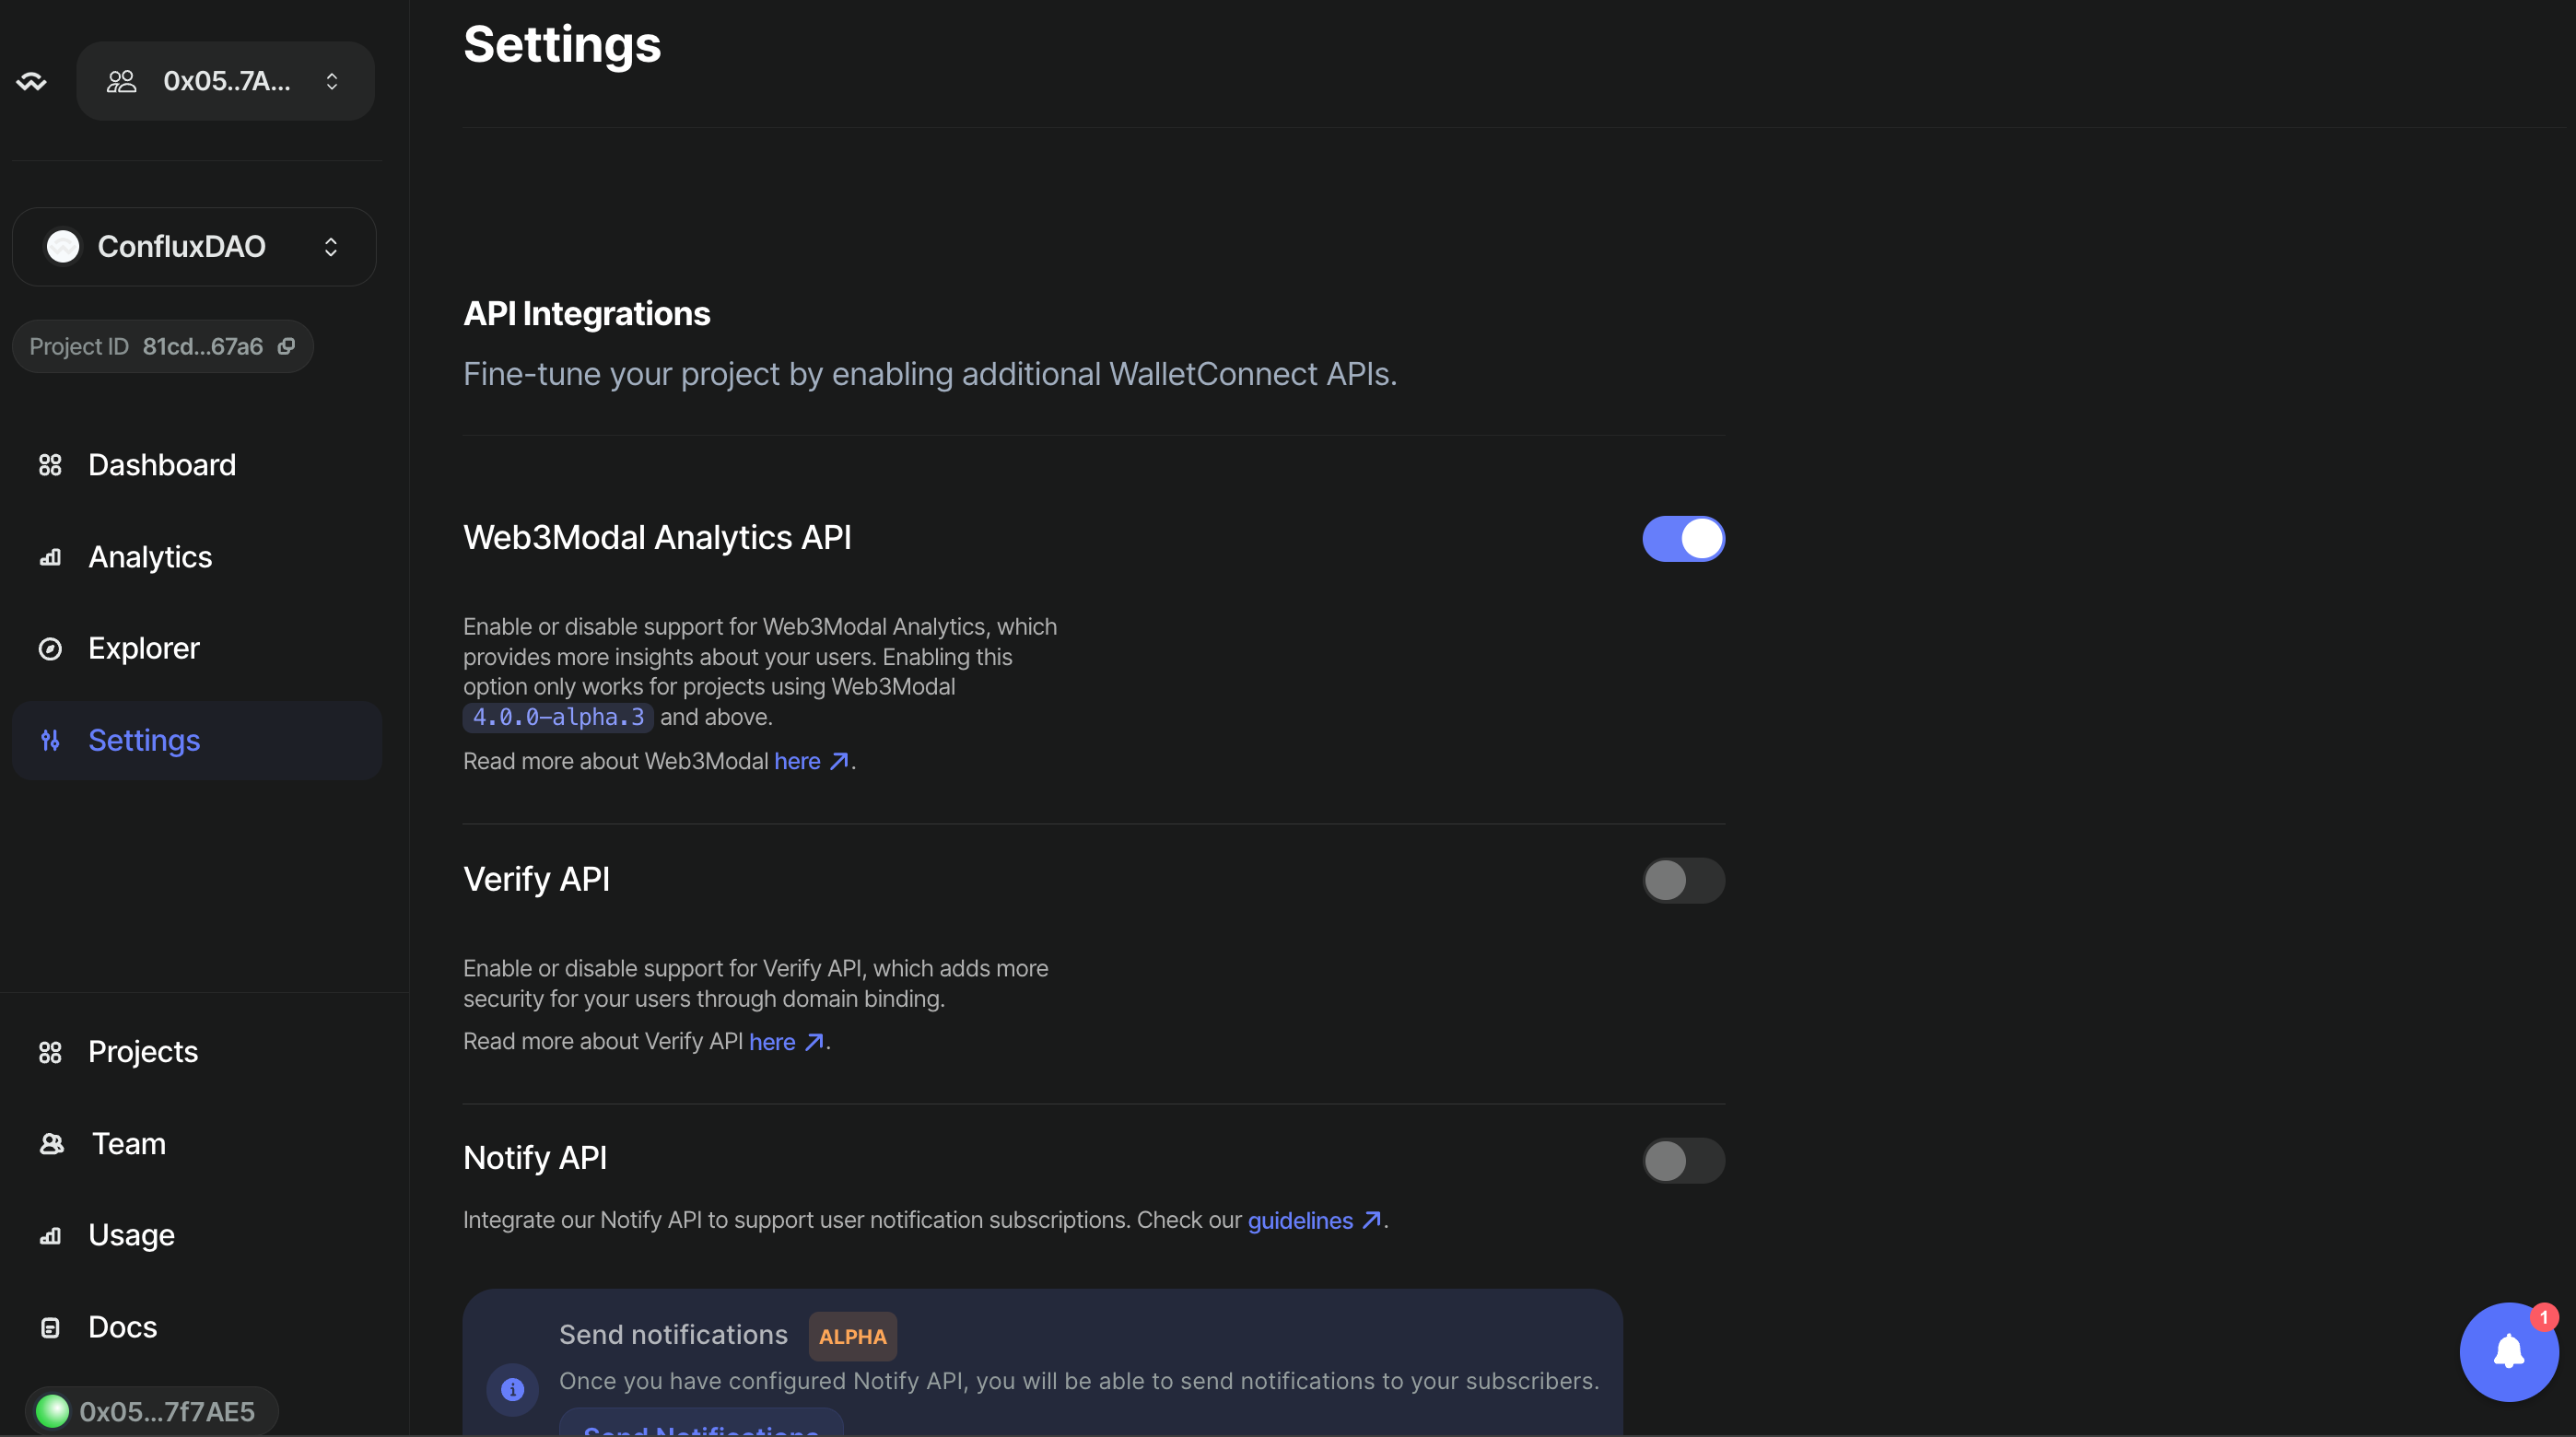 0x05..7A...
ConfluxDAO
Project ID 81cd...67a6
Dashboard
Analytics
Explorer
Settings
Projects
Team
Usage
Docs
0x05...7f7AE5
Settings
API Integrations
Fine-tune your project by enabling additional WalletConnect APIs.
Web3Modal Analytics API
Enable or disable support for Web3Modal Analytics, which
provides more insights about your users. Enabling this
option only works for projects using Web3Modal
4.0.0-alpha.3 and above.
Read more about Web3Modal here ↗.
Verify API
Enable or disable support for Verify API, which adds more
security for your users through domain binding.
Read more about Verify API here ↗.
Notify API
Integrate our Notify API to support user notification subscriptions. Check our guidelines ↗.
Send notifications ALPHA
Once you have configured Notify API, you will be able to send notifications to your subscribers.
Send Notifications
1